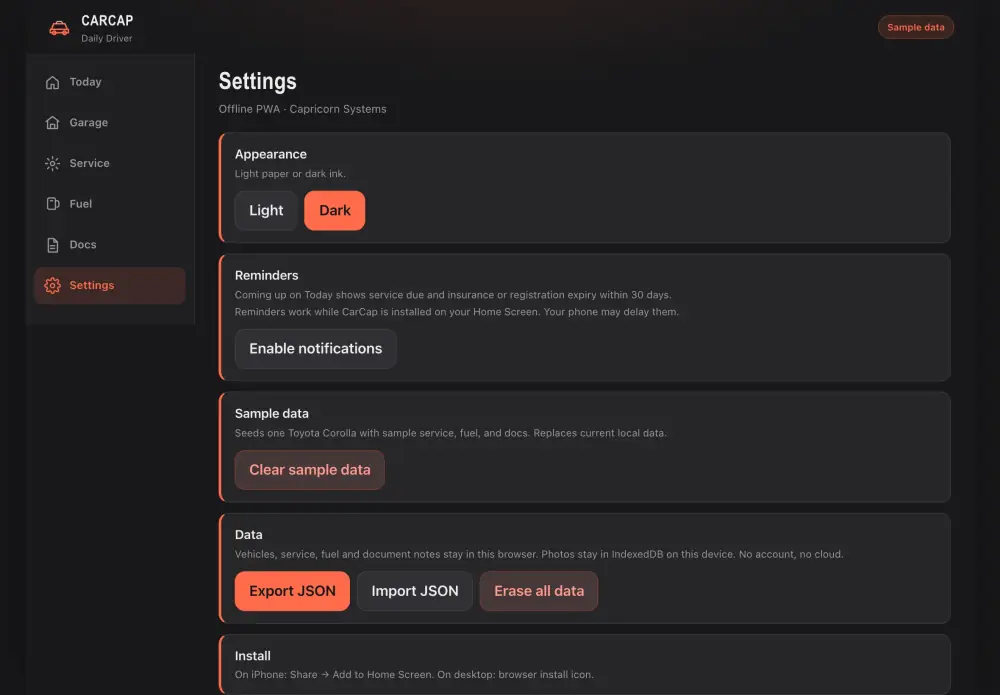 CARCAP
Daily Driver
Sample data
Today
Garage
Service
Fuel
Docs
Settings
Settings
Offline PWA - Capricorn Systems
Appearance
Light paper or dark ink.
Light
Dark
Reminders
Coming up on Today shows service due and insurance or registration expiry within 30 days.
Reminders work while CarCap is installed on your Home Screen. Your phone may delay them.
Enable notifications
Sample data
Seeds one Toyota Corolla with sample service, fuel, and docs. Replaces current local data.
Clear sample data
Data
Vehicles, service, fuel and document notes stay in this browser. Photos stay in IndexedDB on this device. No account, no cloud.
Export JSON
Import JSON
Erase all data
Install
On iPhone: Share → Add to Home Screen. On desktop: browser install icon.